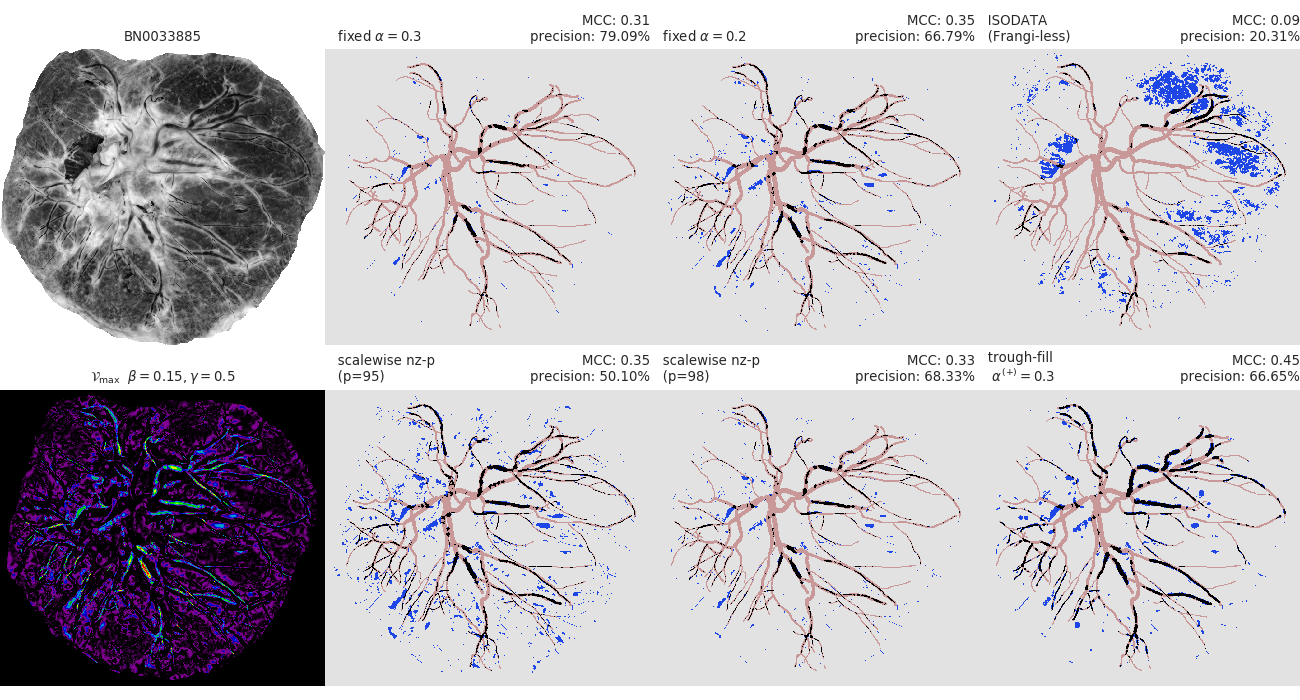 BN0033885
fixed α = 0.3
MCC: 0.31
precision: 79.09%
fixed α = 0.2
MCC: 0.35
precision: 66.79%
ISODATA
(Frangi-less)
MCC: 0.09
precision: 20.31%
𝒱max β = 0.15, γ = 0.5
scalewise nz-p
(p=95)
MCC: 0.35
precision: 50.10%
scalewise nz-p
(p=98)
MCC: 0.33
precision: 68.33%
trough-fill
α(+) = 0.3
MCC: 0.45
precision: 66.65%